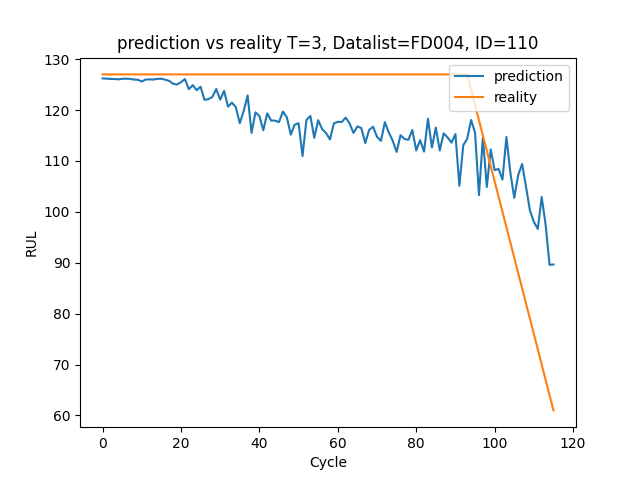 prediction vs reality T=3, Datalist=FD004, ID=110
130
120
110
100
90
80
70
60
RUL
prediction
reality
0 20 40 60 80 100 120
Cycle